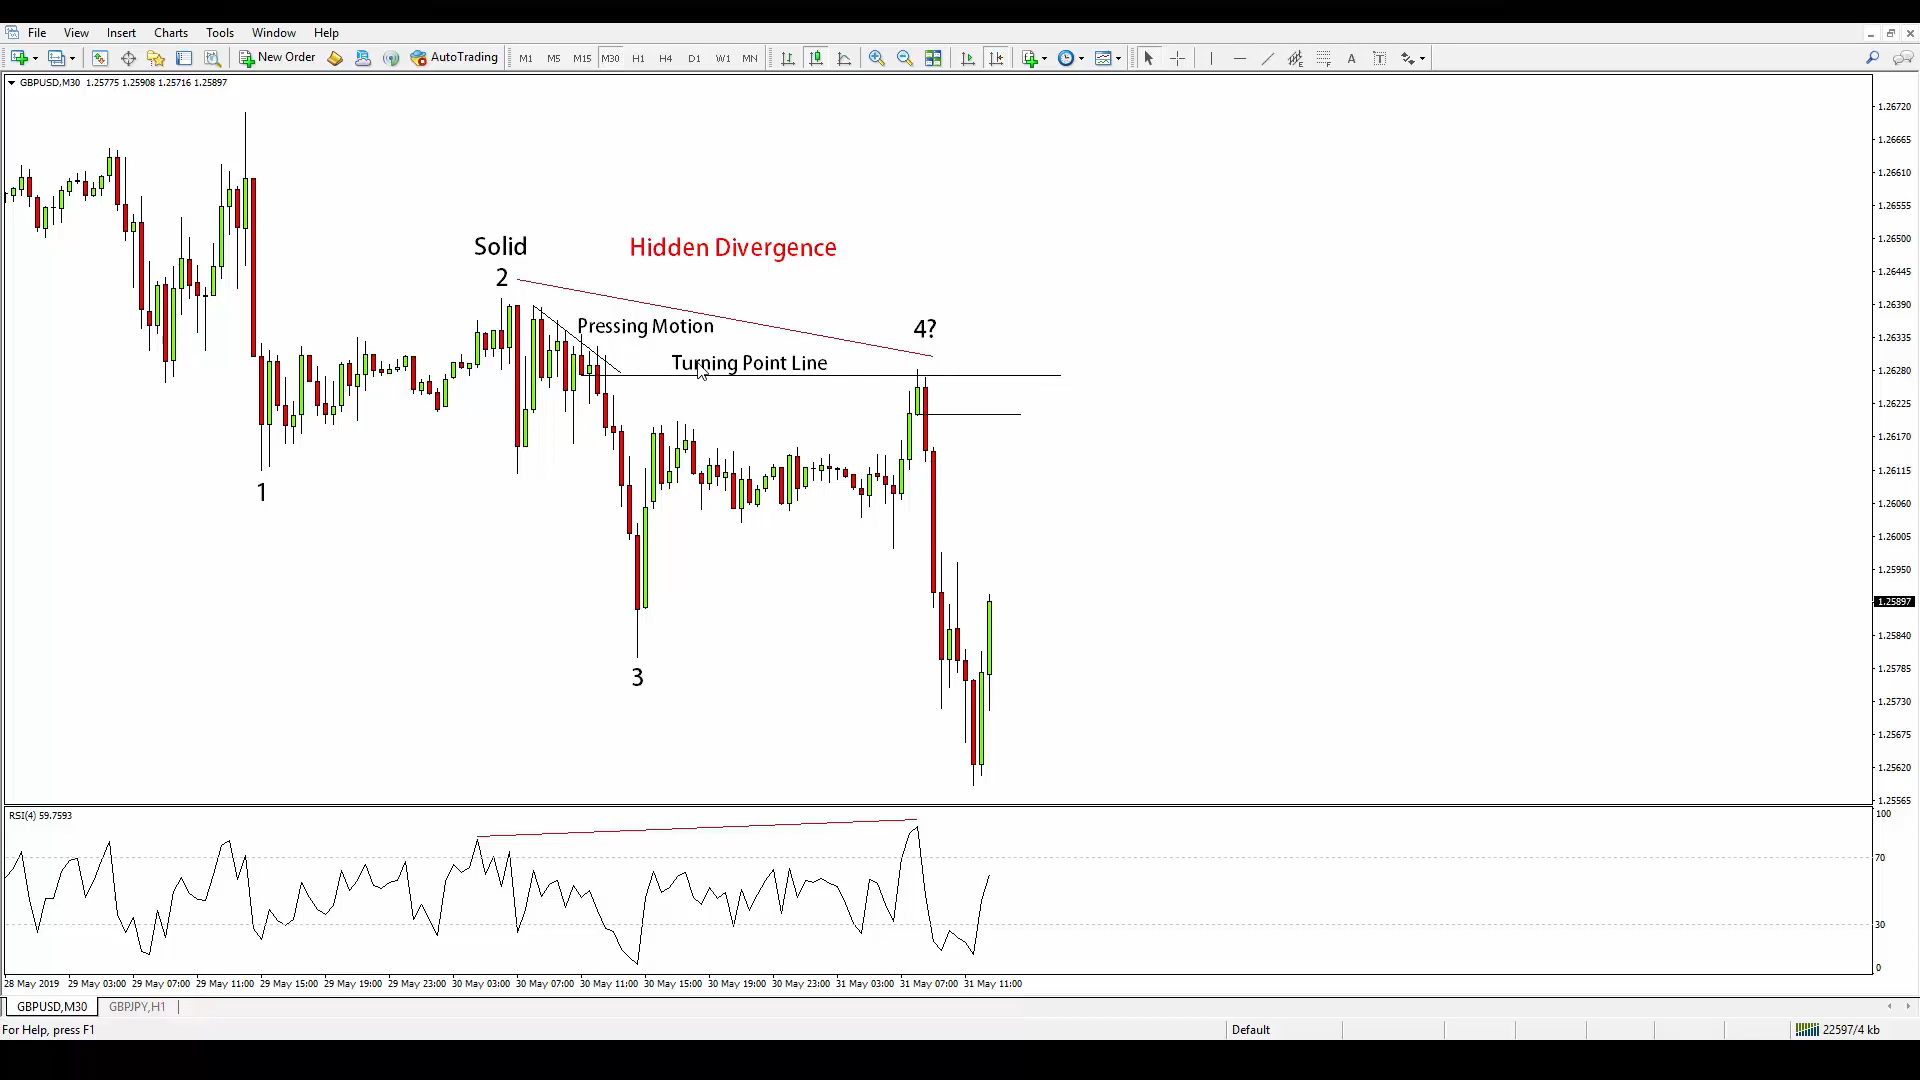 File View Insert Charts Tools Window Help
New Order AutoTrading M1 M5 M15 M30 H1 H4 D1 W1 MN A T
GBPUSD,M30 1.25775 1.25908 1.25716 1.25897
1.26720
1.26665
1.26610
1.26555
1.26500
1.26445
1.26390
1.26335
1.26280
1.26225
1.26170
1.26115
1.26060
1.26005
1.25950
1.25897
1.25840
1.25785
1.25730
1.25675
1.25620
1.25565
Solid
Hidden Divergence
2
Pressing Motion
4?
Turning Point Line
1
3
RSI(4) 59.7593
100
70
30
0
28 May 2019 29 May 03:00 29 May 07:00 29 May 11:00 29 May 15:00 29 May 19:00 29 May 23:00 30 May 03:00 30 May 07:00 30 May 11:00 30 May 15:00 30 May 19:00 30 May 23:00 31 May 03:00 31 May 07:00 31 May 11:00
GBPUSD,M30 GBPJPY,H1
For Help, press F1 Default 22597/4 kb